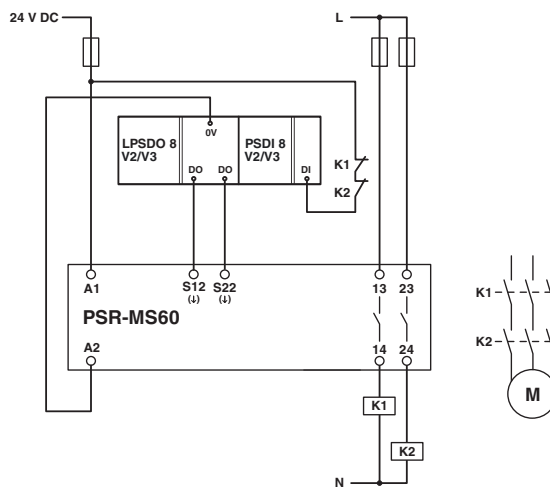 24 V DC
L
LPSDO 8
V2/V3
0V
PSDI 8
V2/V3
DO
DO
DI
K1
K2
A1
S12
(↓)
S22
(↓)
13
23
PSR-MS60
A2
14
24
K1
K2
N
K1
K2
M